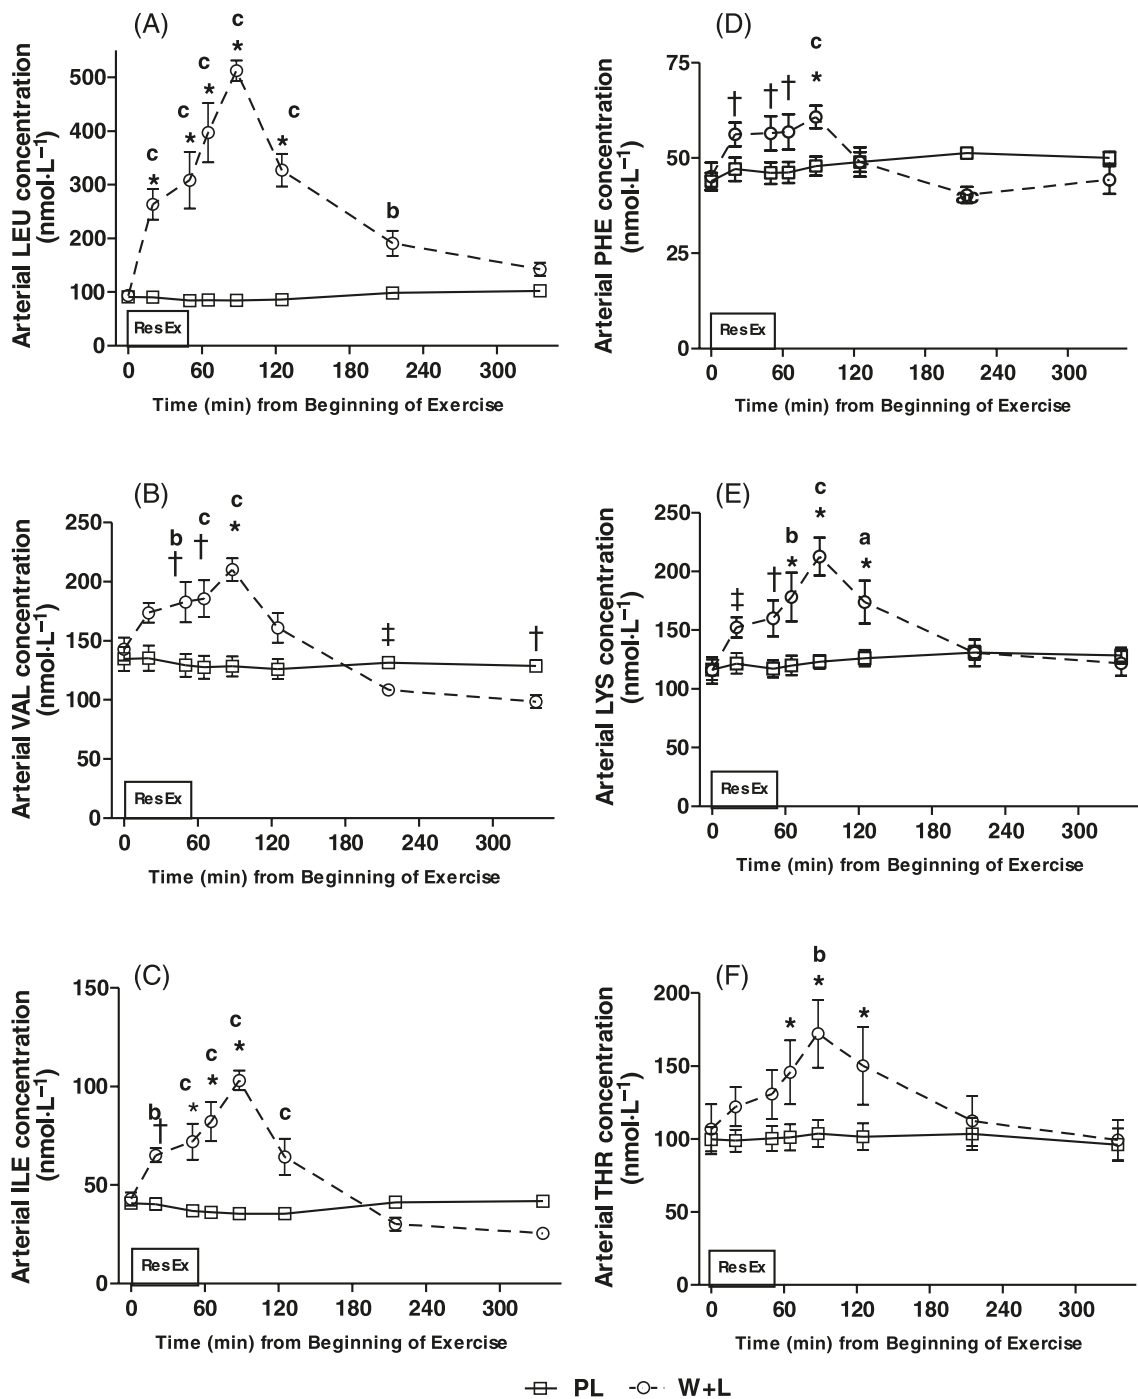 (A)
Arterial LEU concentration
(nmol·L⁻¹)
500
400
300
200
100
0
c
*
c
*
c
*
c
*
c
*
b
ResEx
0 60 120 180 240 300
Time (min) from Beginning of Exercise
(D)
Arterial PHE concentration
(nmol·L⁻¹)
75
50
25
0
†
†
†
c
*
ResEx
0 60 120 180 240 300
Time (min) from Beginning of Exercise
(B)
Arterial VAL concentration
(nmol·L⁻¹)
250
200
150
100
50
0
b
†
c
†
c
*
‡
†
ResEx
0 60 120 180 240 300
Time (min) from Beginning of Exercise
(E)
Arterial LYS concentration
(nmol·L⁻¹)
250
200
150
100
50
0
‡
†
b
*
c
*
a
*
ResEx
0 60 120 180 240 300
Time (min) from Beginning of Exercise
(C)
Arterial ILE concentration
(nmol·L⁻¹)
150
100
50
0
b
†
c
*
c
*
c
*
c
ResEx
0 60 120 180 240 300
Time (min) from Beginning of Exercise
(F)
Arterial THR concentration
(nmol·L⁻¹)
200
150
100
50
0
*
b
*
*
ResEx
0 60 120 180 240 300
Time (min) from Beginning of Exercise
PL W+L